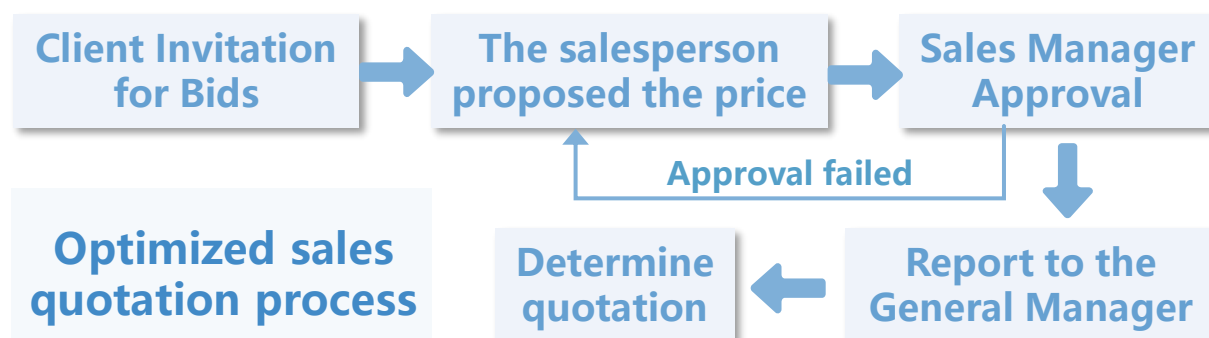 Client Invitation
for Bids
The salesperson
proposed the price
Sales Manager
Approval
Approval failed
Optimized sales
quotation process
Determine
quotation
Report to the
General Manager